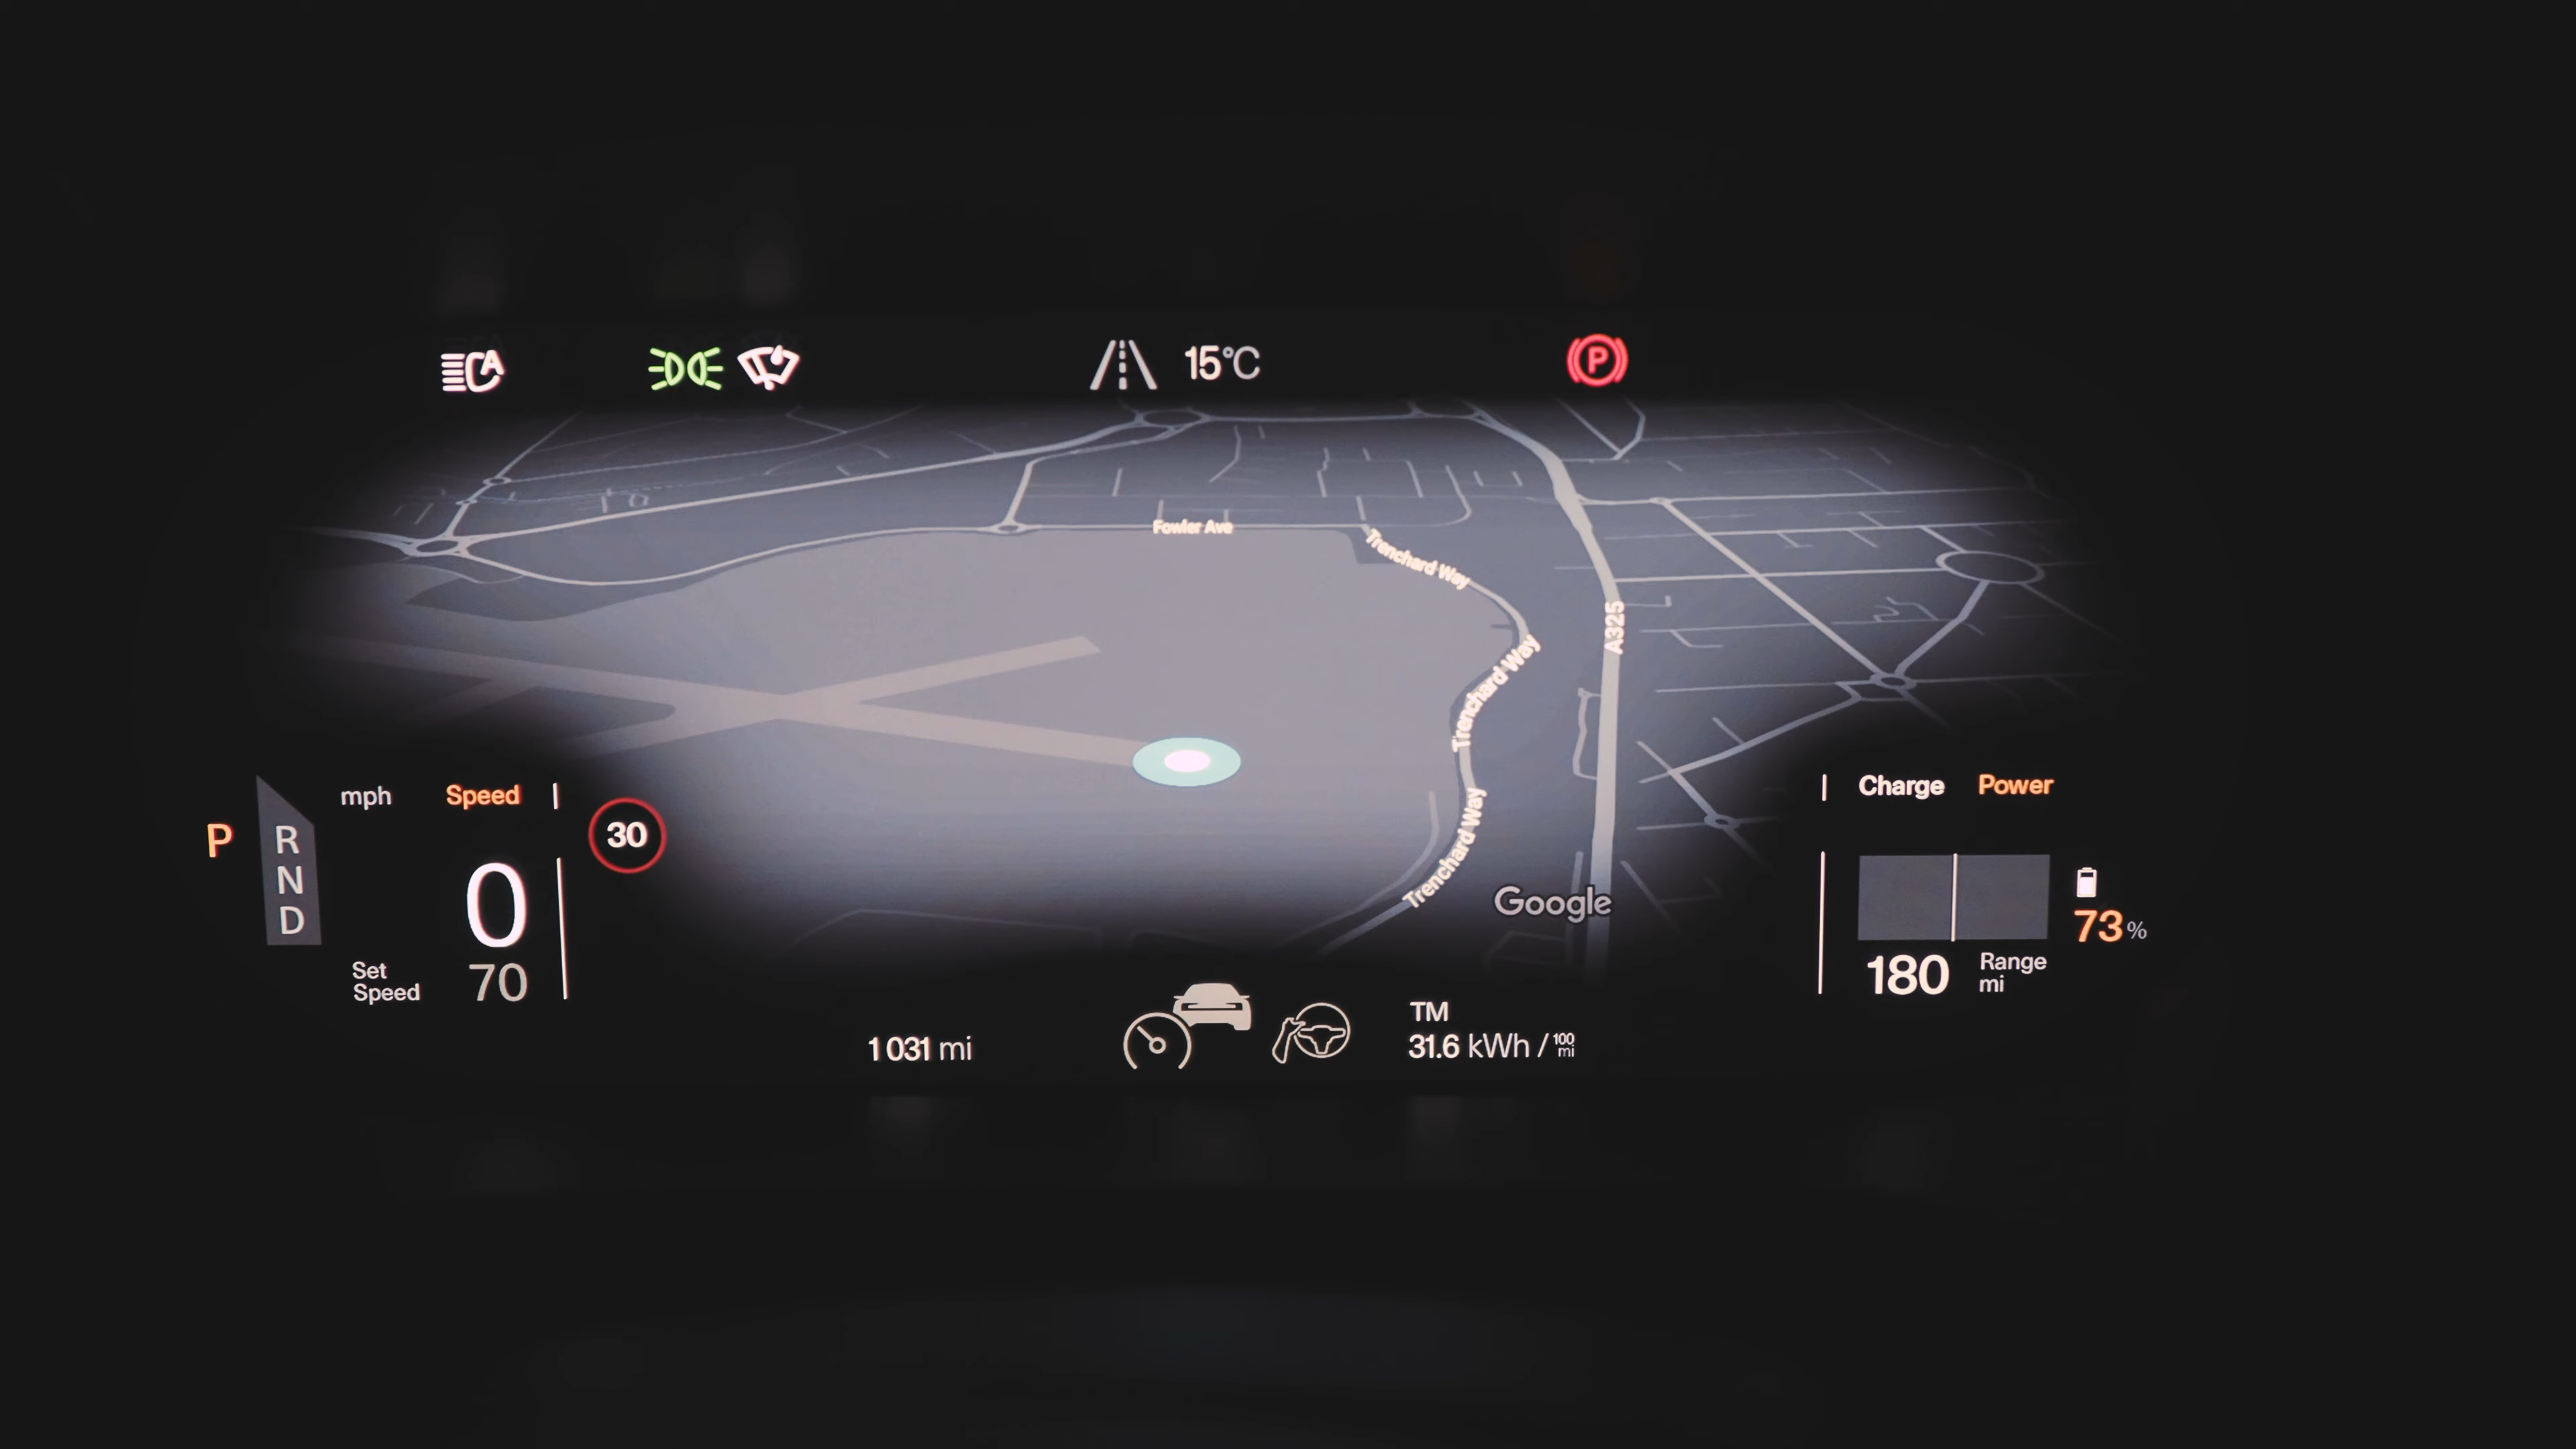 A
15°C
P
Fowler Ave
Trenchard Way
A325
Trenchard Way
Trenchard Way
Google
mph Speed
30
P
R
N
D
0
Set
Speed
70
Charge Power
73%
180
Range
mi
1 031 mi
TM
31.6 kWh / 100 mi